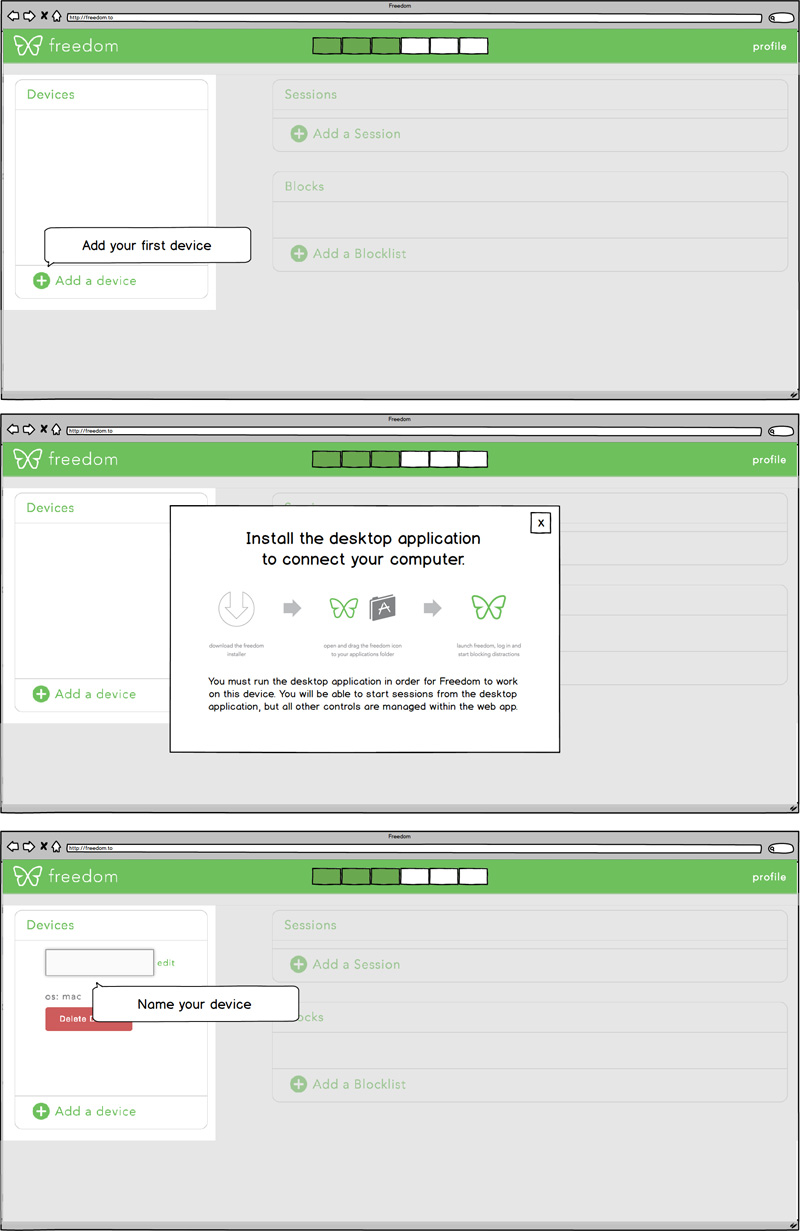 Freedom
http://freedom.to
freedom
profile
Devices
Sessions
Add a Session
Blocks
Add your first device
Add a device
Add a Blocklist
Freedom
http://freedom.to
freedom
profile
Devices
X
Install the desktop application
to connect your computer.
download the freedom
installer
open and drag the freedom icon
to your applications folder
launch freedom, log in and
start blocking distractions
You must run the desktop application in order for Freedom to work
on this device. You will be able to start sessions from the desktop
application, but all other controls are managed within the web app.
Add a device
Freedom
http://freedom.to
freedom
profile
Devices
Sessions
edit
Add a Session
os: mac
Name your device
Delete
ocks
Add a Blocklist
Add a device